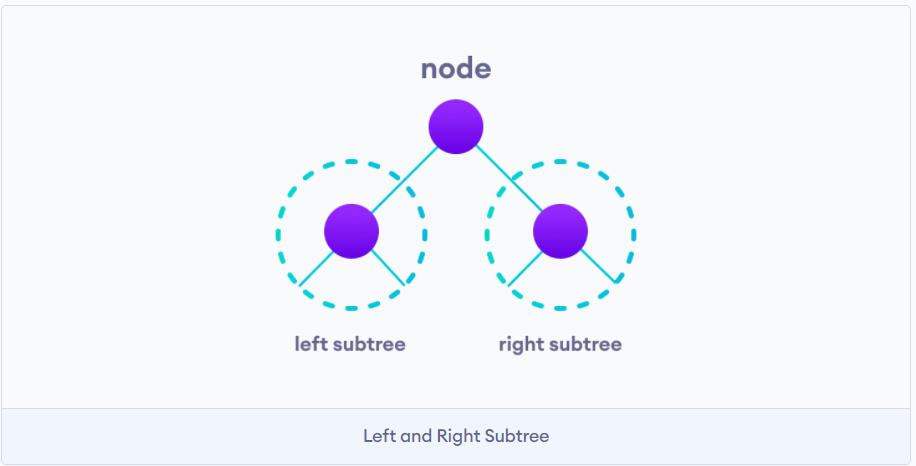 node
left subtree
right subtree
Left and Right Subtree